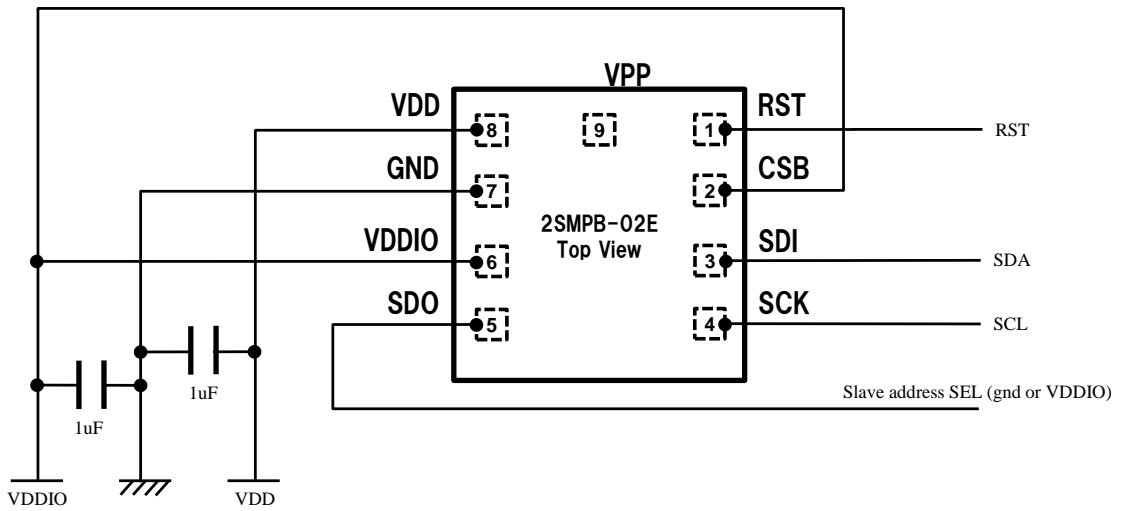 VPP
VDD
RST
8
9
1
RST
GND
CSB
7
2
2SMPB-02E
Top View
VDDIO
SDI
6
3
SDA
SDO
SCK
5
4
SCL
1uF
Slave address SEL (gnd or VDDIO)
1uF
VDDIO
VDD